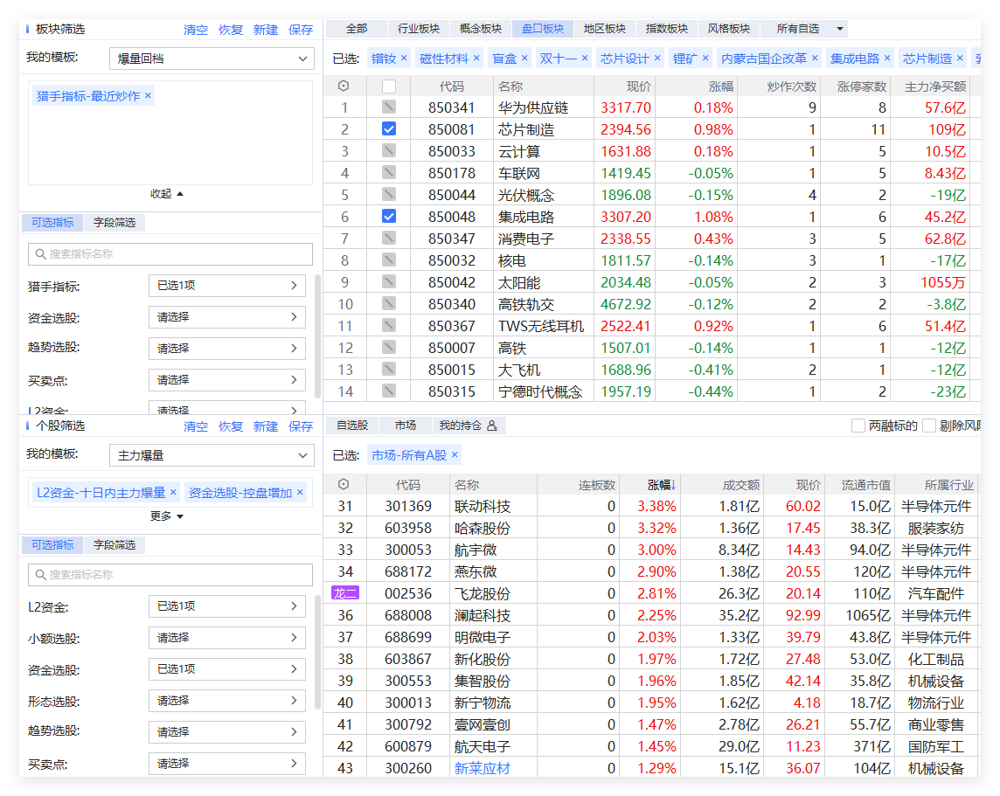 板块筛选 清空 恢复 新建 保存
我的模板: 爆量回档
猎手指标-最近炒作 ×
收起
可选指标 字段筛选
搜索指标名称
猎手指标: 已选1项
资金选股: 请选择
趋势选股: 请选择
买卖点: 请选择
L2资金: 请选择
全部 行业板块 概念板块 盘口板块 地区板块 指数板块 风格板块 所有自选
已选: 镨钕 × 磁性材料 × 盲盒 × 双十一 × 芯片设计 × 锂矿 × 内蒙古国企改革 × 集成电路 × 芯片制造 ×
代码 名称 现价 涨幅 炒作次数 涨停家数 主力净买额
1 850341 华为供应链 3317.70 0.18% 9 8 57.6亿
2 850081 芯片制造 2394.56 0.98% 1 11 109亿
3 850033 云计算 1631.88 0.18% 1 5 10.5亿
4 850178 车联网 1419.45 -0.05% 1 5 8.43亿
5 850044 光伏概念 1896.08 -0.15% 4 2 -19亿
6 850048 集成电路 3307.20 1.08% 1 6 45.2亿
7 850347 消费电子 2338.55 0.43% 3 5 62.8亿
8 850032 核电 1811.57 -0.14% 3 1 -17亿
9 850042 太阳能 2034.48 -0.05% 2 3 1055万
10 850340 高铁轨交 4672.92 -0.12% 2 2 -3.8亿
11 850367 TWS无线耳机 2522.41 0.92% 1 6 51.4亿
12 850007 高铁 1507.01 -0.14% 1 1 -12亿
13 850015 大飞机 1688.96 -0.41% 2 1 -12亿
14 850315 宁德时代概念 1957.19 -0.44% 1 2 -23亿
个股筛选 清空 恢复 新建 保存
我的模板: 主力爆量
L2资金-十日内主力爆量 × 资金选股-控盘增加 ×
更多
可选指标 字段筛选
搜索指标名称
L2资金: 已选1项
小额选股: 请选择
资金选股: 已选1项
形态选股: 请选择
趋势选股: 请选择
买卖点: 请选择
自选股 市场 我的持仓 两融标的 剔除风险
已选: 市场-所有A股 ×
代码 名称 连板数 涨幅↓ 成交额 现价 流通市值 所属行业
31 301369 联动科技 0 3.38% 1.81亿 60.02 15.0亿 半导体元件
32 603958 哈森股份 0 3.32% 1.36亿 17.45 38.3亿 服装家纺
33 300053 航宇微 0 3.00% 8.34亿 14.43 94.0亿 半导体元件
34 688172 燕东微 0 2.90% 1.38亿 20.55 120亿 半导体元件
龙二 002536 飞龙股份 0 2.81% 26.3亿 20.14 110亿 汽车配件
36 688008 澜起科技 0 2.25% 35.2亿 92.99 1065亿 半导体元件
37 688699 明微电子 0 2.03% 1.33亿 39.79 43.8亿 半导体元件
38 603867 新化股份 0 1.97% 1.72亿 27.48 53.0亿 化工制品
39 300553 集智股份 0 1.96% 1.85亿 42.14 35.8亿 机械设备
40 300013 新宁物流 0 1.95% 1.62亿 4.18 18.7亿 物流行业
41 300792 壹网壹创 0 1.47% 2.78亿 26.21 55.7亿 商业零售
42 600879 航天电子 0 1.45% 29.0亿 11.23 371亿 国防军工
43 300260 新莱应材 0 1.29% 15.1亿 36.07 104亿 机械设备